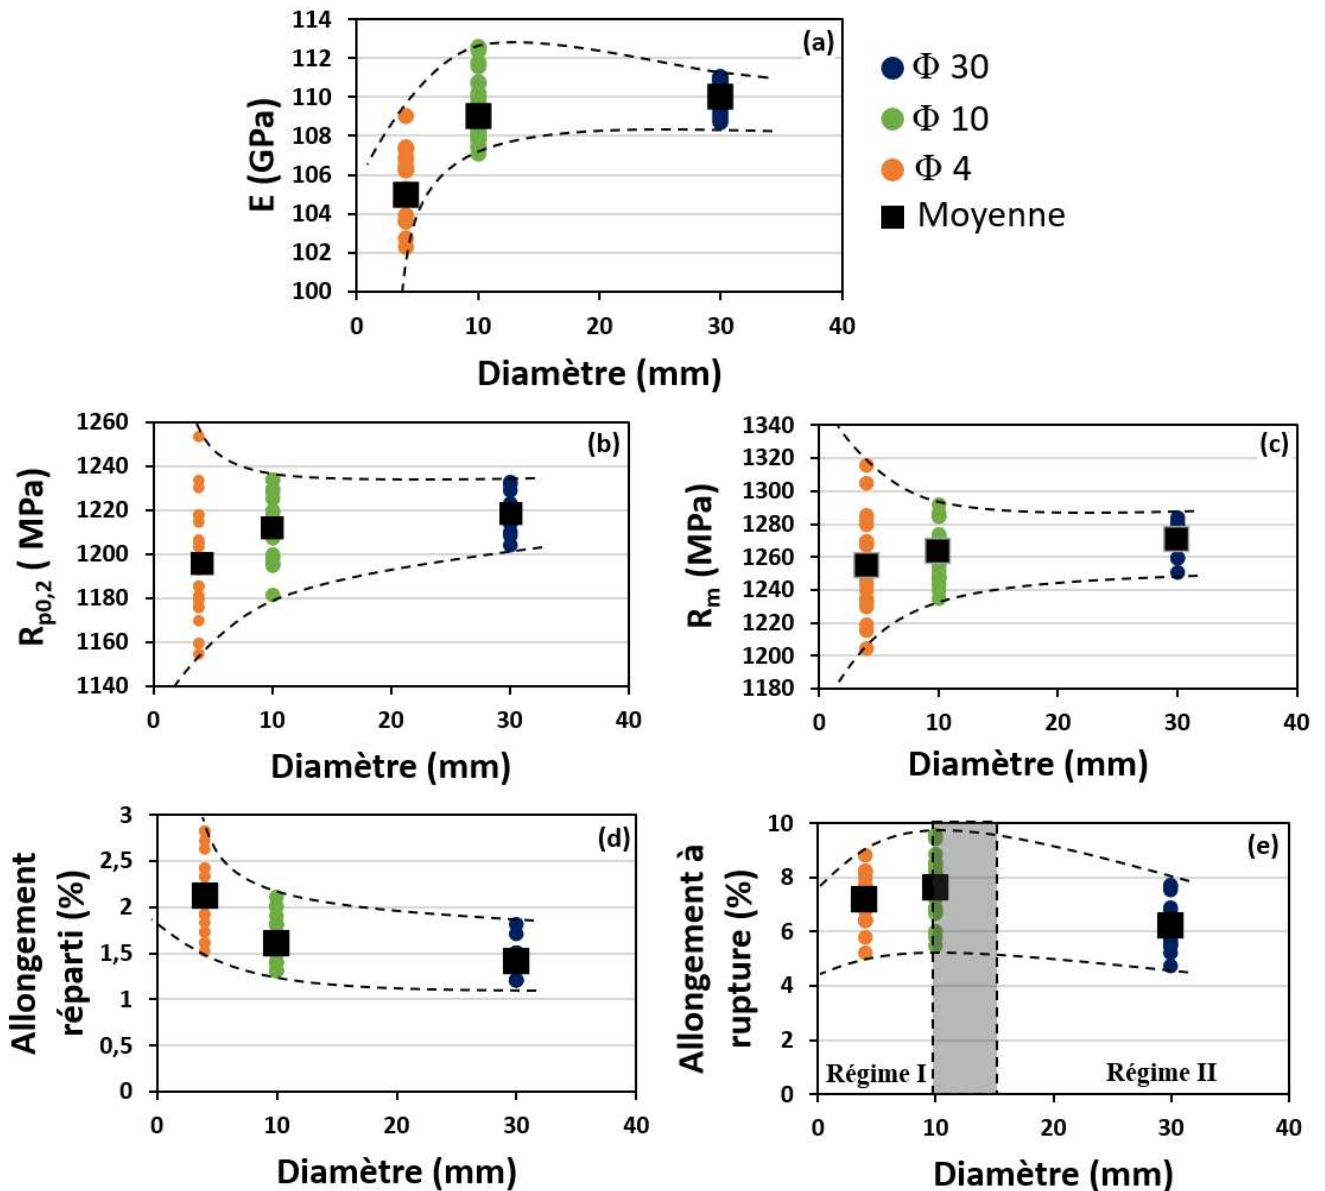 114
112
110
108
106
104
102
100
E (GPa)
(a)
0
10
20
30
40
Diamètre (mm)
Φ 30
Φ 10
Φ 4
Moyenne
1260
1240
1220
1200
1180
1160
1140
Rp0,2 ( MPa)
(b)
0
10
20
30
40
Diamètre (mm)
1340
1320
1300
1280
1260
1240
1220
1200
1180
Rm (MPa)
(c)
0
10
20
30
40
Diamètre (mm)
3
2,5
2
1,5
1
0,5
0
Allongement
réparti (%)
(d)
0
10
20
30
40
Diamètre (mm)
10
8
6
4
2
0
Allongement à
rupture (%)
(e)
Régime I
Régime II
0
10
20
30
40
Diamètre (mm)